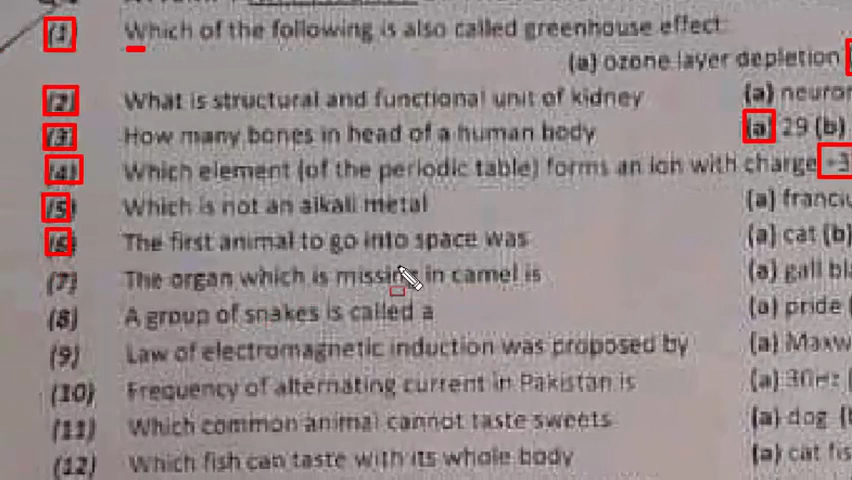 (1) Which of the following is also called greenhouse effect:
(a) ozone layer depletion
(2) What is structural and functional unit of kidney (a) neuron
(3) How many bones in head of a human body (a) 29 (b)
(4) Which element (of the periodic table) forms an ion with charge -3
(5) Which is not an alkali metal (a) franciu
(6) The first animal to go into space was (a) cat (b)
(7) The organ which is missing in camel is (a) gall bla
(8) A group of snakes is called a (a) pride
(9) Law of electromagnetic induction was proposed by (a) Maxw
(10) Frequency of alternating current in Pakistan is (a) 30Hz
(11) Which common animal cannot taste sweets (a) dog (b
(12) Which fish can taste with its whole body (a) cat fis